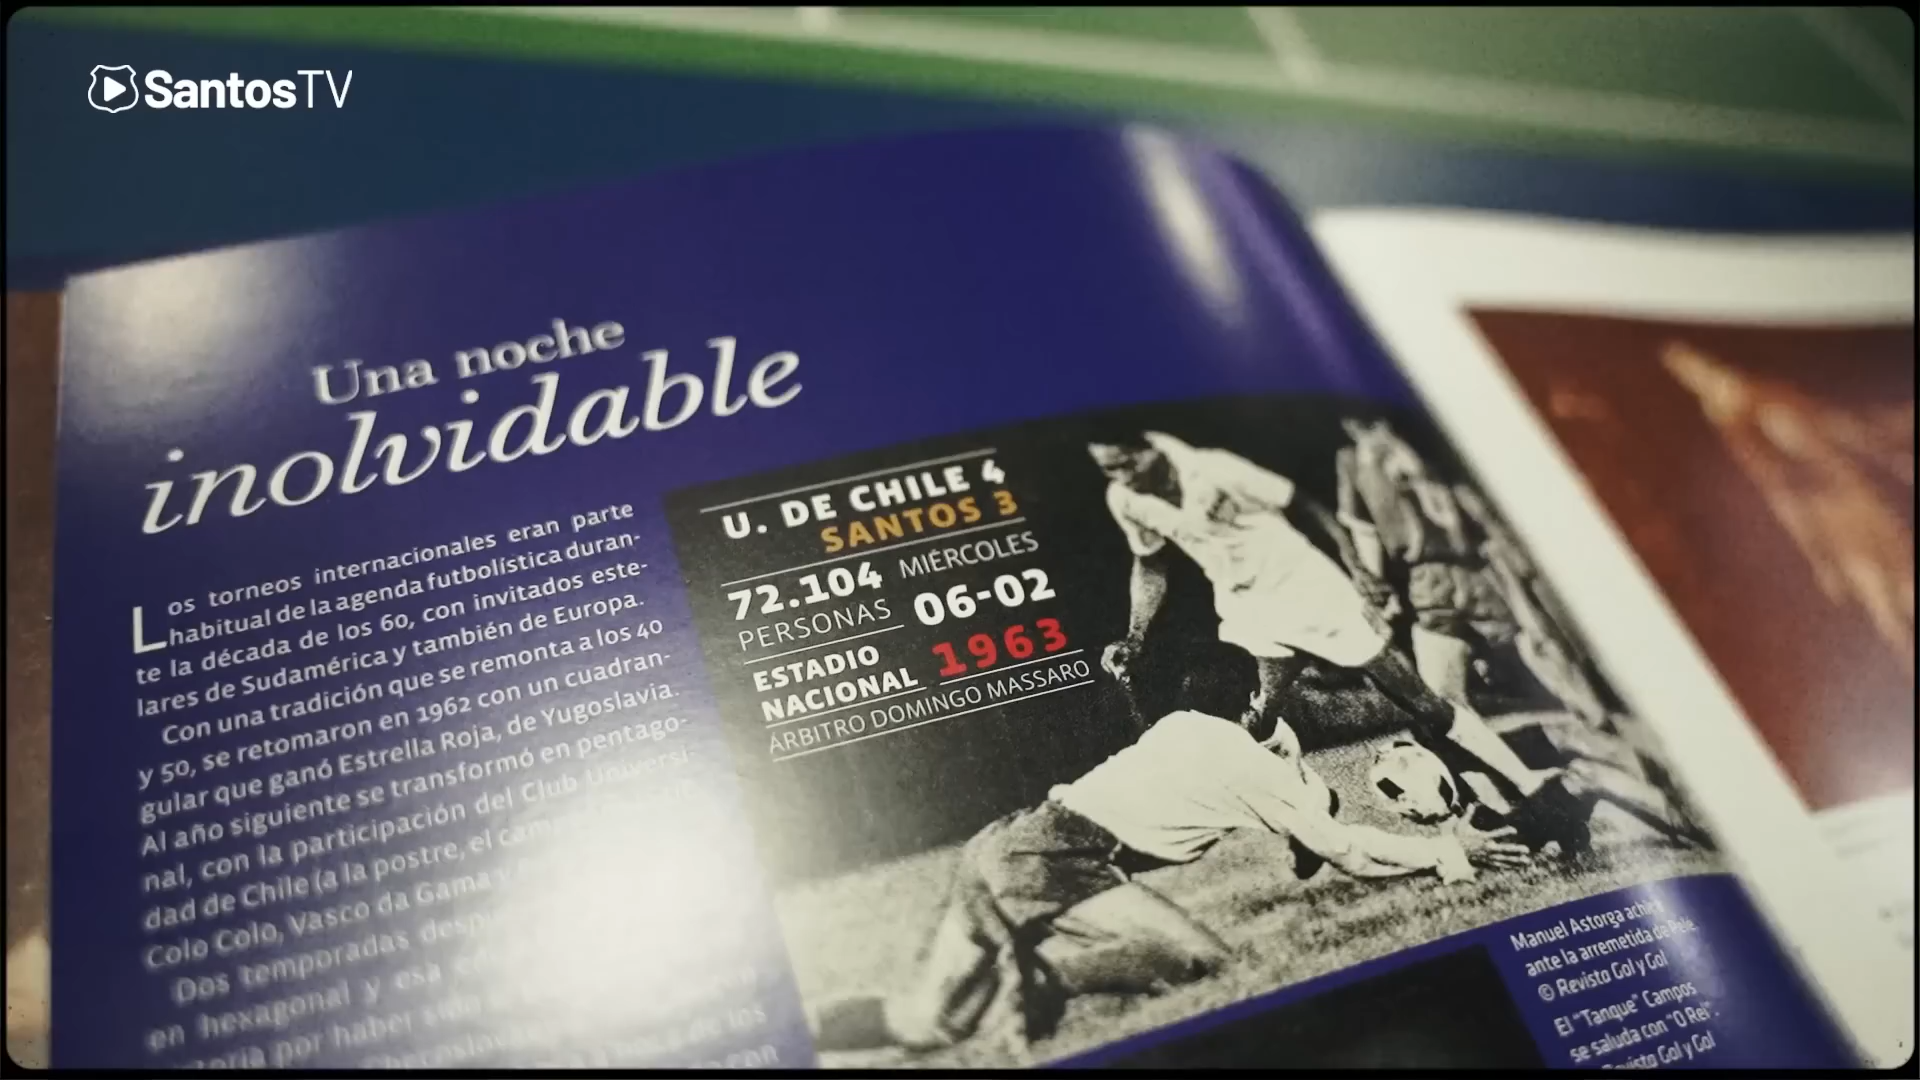 SantosTV
Una noche
inolvidable
Los torneos internacionales eran parte
habitual de la agenda futbolística duran-
te la década de los 60, con invitados este-
lares de Sudamérica y también de Europa.
Con una tradición que se remonta a los 40
y 50, se retomaron en 1962 con un cuadran-
gular que ganó Estrella Roja, de Yugoslavia.
Al año siguiente se transformó en pentago-
nal, con la participación del Club Universi-
dad de Chile (a la postre, el
Colo Colo, Vasco da Gama y
Dos temporadas
en hexagonal y esa
por haber
U. DE CHILE 4
SANTOS 3
72.104
PERSONAS
MIÉRCOLES
06-02
1963
ESTADIO
NACIONAL
ÁRBITRO DOMINGO MASSARO
Manuel Astorga achica
ante la arremetida de Pelé.
© Revisto Gol y Gol
El "Tanque" Campos
se saluda con "O Rei".
Gol y Gol